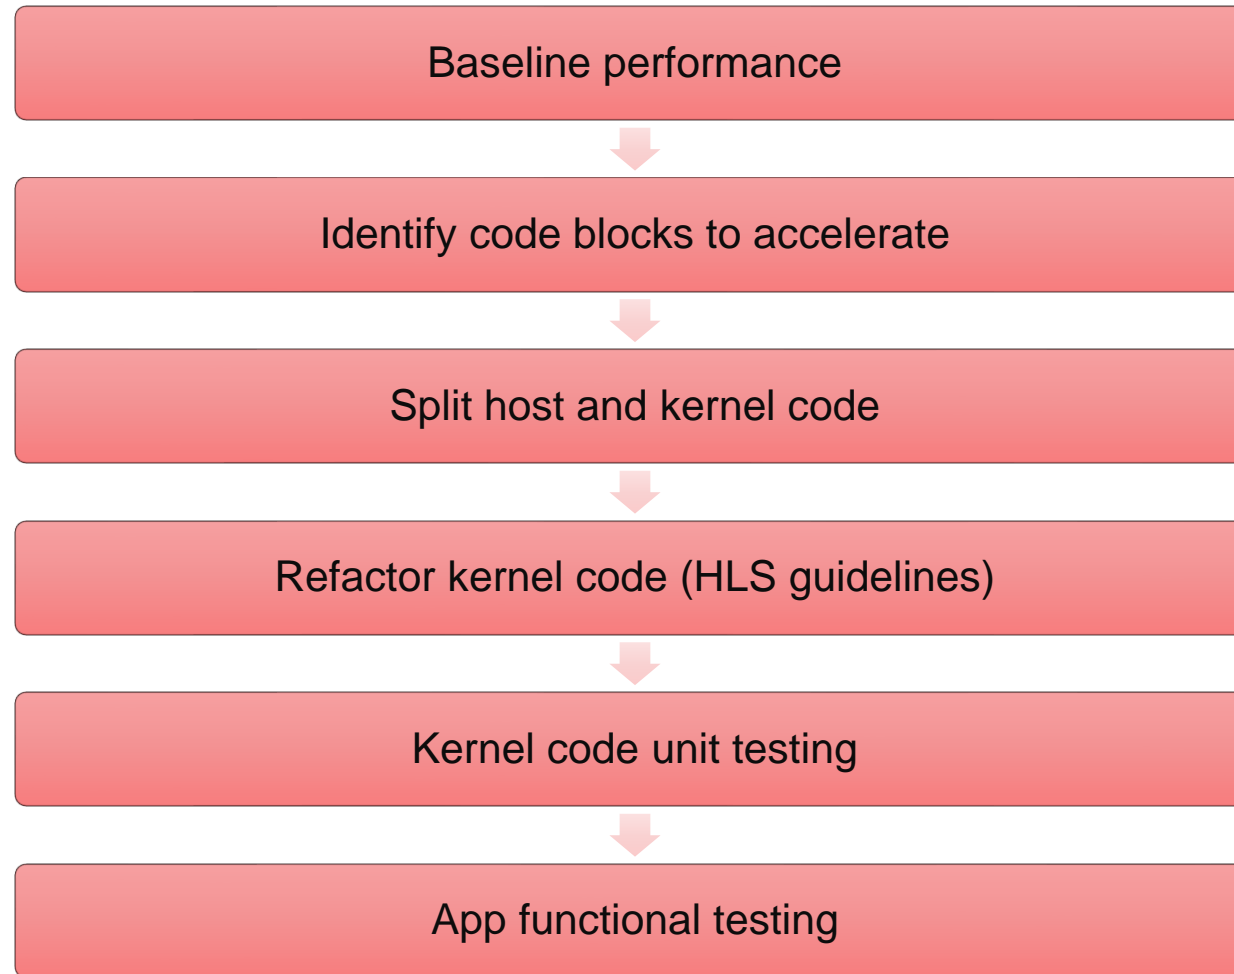 Baseline performance
Identify code blocks to accelerate
Split host and kernel code
Refactor kernel code (HLS guidelines)
Kernel code unit testing
App functional testing